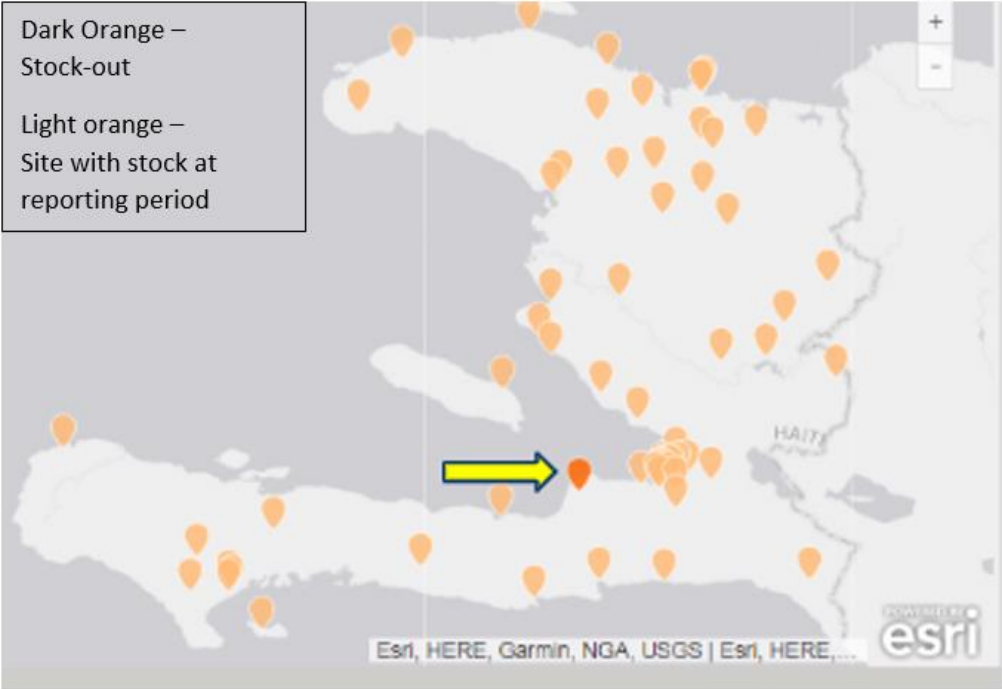 Dark Orange –
Stock-out
Light orange –
Site with stock at
reporting period
+
-
HAITI
Esri, HERE, Garmin, NGA, USGS | Esri, HERE,...
POWERED BY
esri